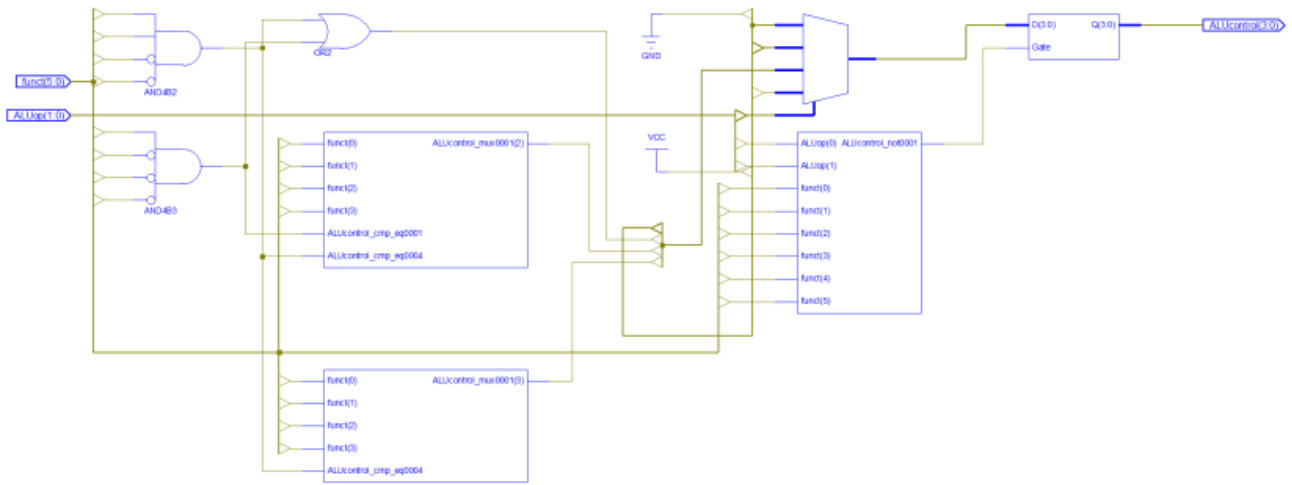 funct(5:0)
ALUop(1:0)
AND4B2
AND4B3
OR2
funct(0)
funct(1)
funct(2)
funct(3)
ALUcontrol_cmp_eq0001
ALUcontrol_cmp_eq0004
ALUcontrol_mux0001(2)
funct(0)
funct(1)
funct(2)
funct(3)
ALUcontrol_cmp_eq0004
ALUcontrol_mux0001(3)
GND
VCC
ALUop(0) ALUcontrol_not0001
ALUop(1)
funct(0)
funct(1)
funct(2)
funct(3)
funct(4)
funct(5)
D(3:0) Q(3:0)
Gate
ALUcontrol(3:0)